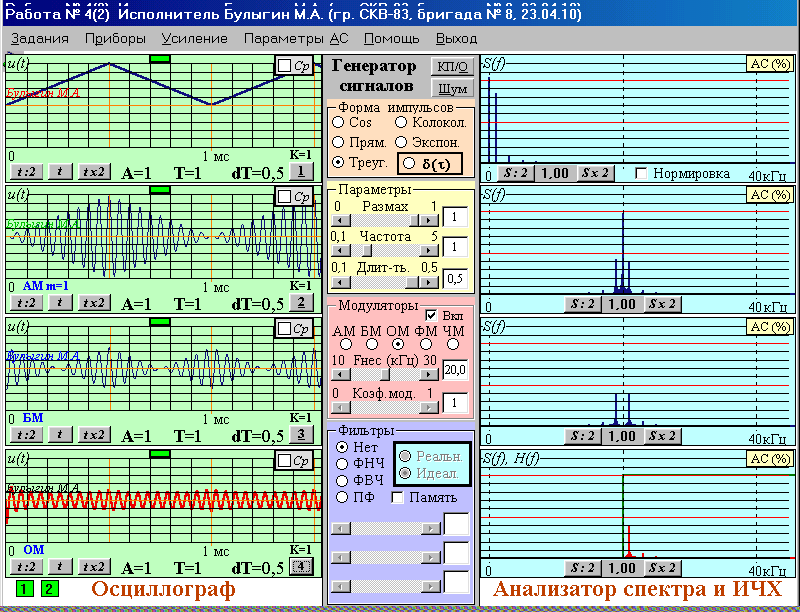 Работа № 4(2) Исполнитель Булыгин М.А. (гр. СКВ-83, бригада № 8, 23.04.10)
Задания Приборы Усиление Параметры АС Помощь Выход
u(t) Ср
Булыгин М.А.
0 1 мс K=1
t:2 t tx2 A=1 T=1 dT=0,5 1
u(t) Ср
Булыгин М.А.
0 АМ m=1 1 мс K=1
t:2 t tx2 A=1 T=1 dT=0,5 2
u(t) Ср
Булыгин М.А.
0 БМ 1 мс K=1
t:2 t tx2 A=1 T=1 dT=0,5 3
u(t) Ср
Булыгин М.А.
0 ОМ 1 мс K=1
t:2 t tx2 A=1 T=1 dT=0,5 4
1 2 Осциллограф
Генератор сигналов КП/Q Шум
Форма импульсов
Cos Колокол.
Прям. Экспон.
Треуг. δ(τ)
Параметры
0 Размах 1 1
0,1 Частота 5 1
0,1 Длит-ть. 0,5 0,5
Модуляторы Вкл
АМ БМ ОМ ФМ ЧМ
10 Fнес (кГц) 30 20,0
0 Коэф.мод. 1 1
Фильтры
Нет Реальн.
ФНЧ Идеал.
ФВЧ
ПФ Память
S(f) АС (%)
0 S:2 1,00 Sx2 Нормировка 40кГц
S(f) АС (%)
0 S:2 1,00 Sx2 40кГц
S(f) АС (%)
0 S:2 1,00 Sx2 40кГц
S(f), H(f) АС (%)
0 S:2 1,00 Sx2 40кГц
Анализатор спектра и ИЧХ